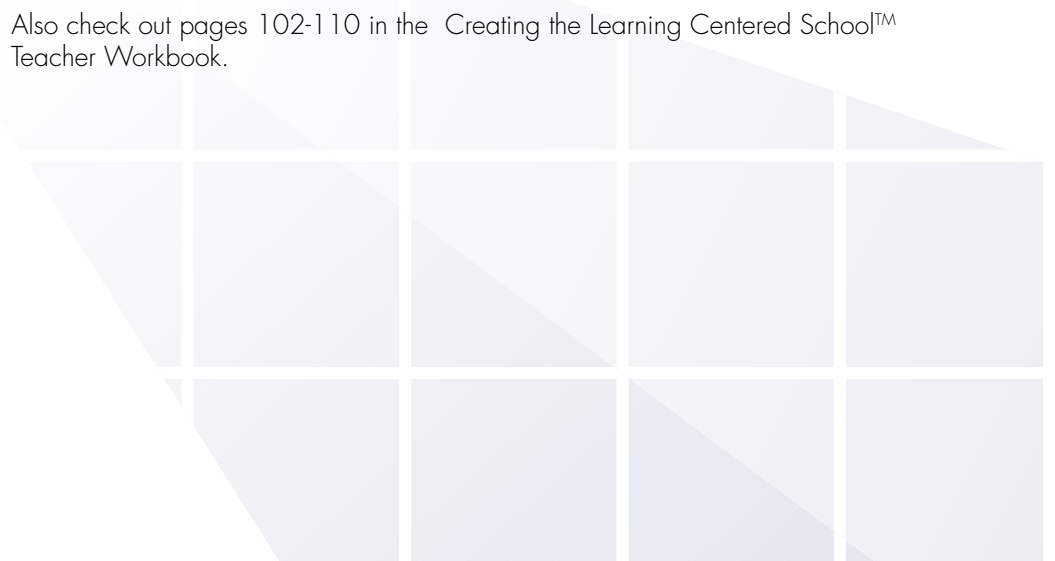 Also check out pages 102-110 in the  Creating the Learning Centered School™
Teacher Workbook.